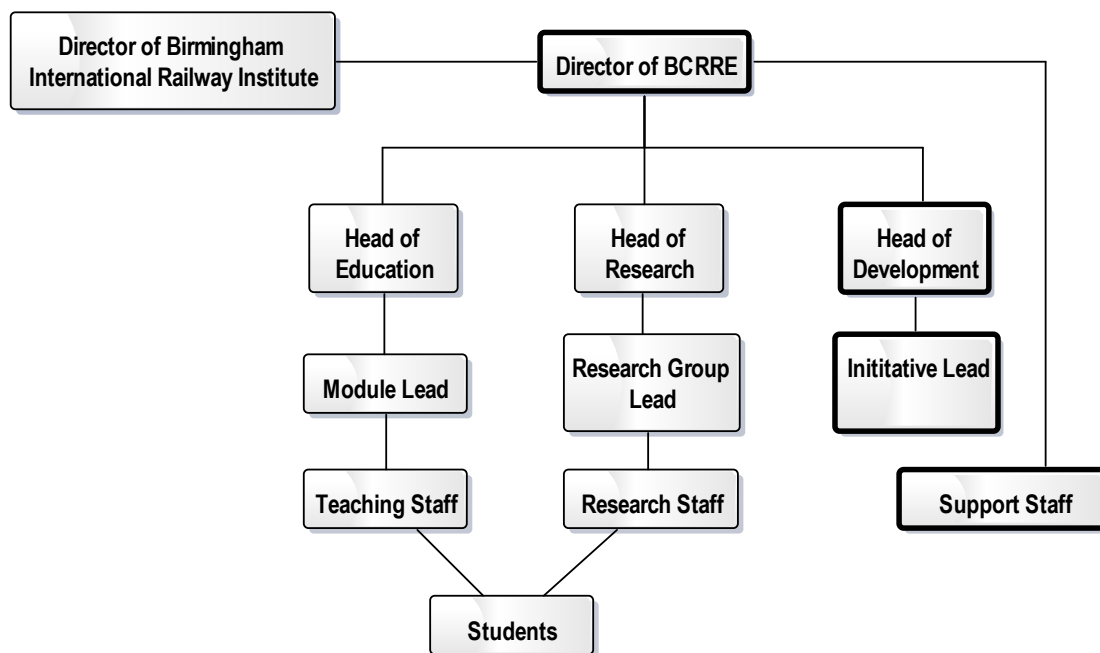 Director of Birmingham
International Railway Institute
Director of BCRRE
Head of
Education
Head of
Research
Head of
Development
Module Lead
Research Group
Lead
Inititative Lead
Teaching Staff
Research Staff
Support Staff
Students